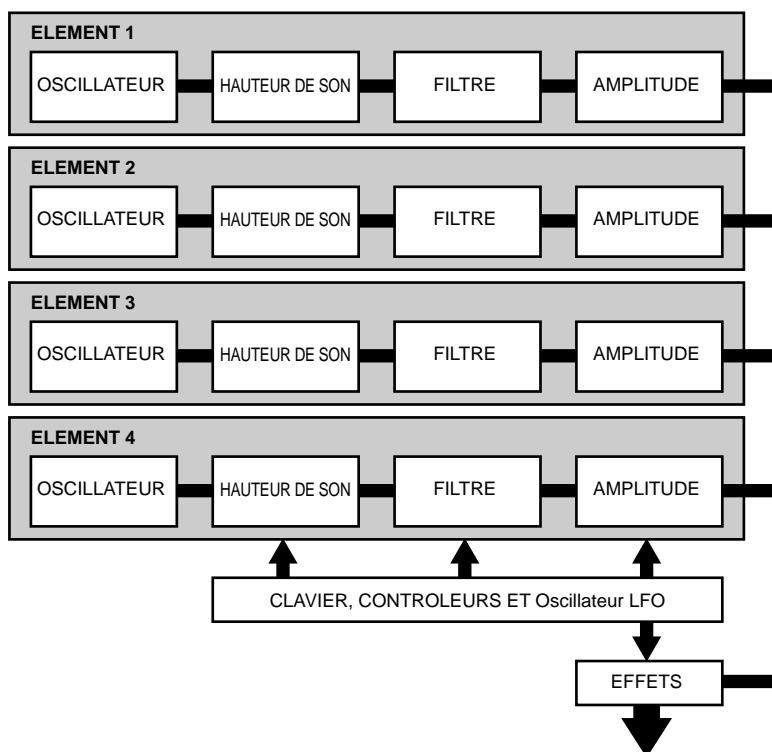 ELEMENT 1
OSCILLATEUR
HAUTEUR DE SON
FILTRE
AMPLITUDE
ELEMENT 2
OSCILLATEUR
HAUTEUR DE SON
FILTRE
AMPLITUDE
ELEMENT 3
OSCILLATEUR
HAUTEUR DE SON
FILTRE
AMPLITUDE
ELEMENT 4
OSCILLATEUR
HAUTEUR DE SON
FILTRE
AMPLITUDE
CLAVIER, CONTROLEURS ET Oscillateur LFO
EFFETS